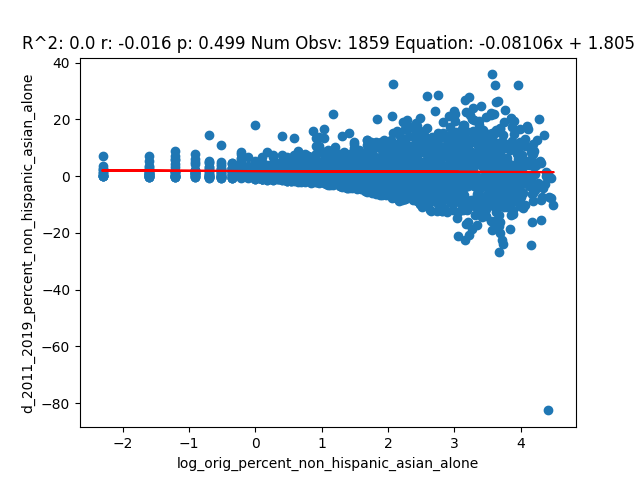 R^2: 0.0 r: -0.016 p: 0.499 Num Obsv: 1859 Equation: -0.08106x + 1.805
d_2011_2019_percent_non_hispanic_asian_alone
40
20
0
−20
−40
−60
−80
−2 −1 0 1 2 3 4
log_orig_percent_non_hispanic_asian_alone